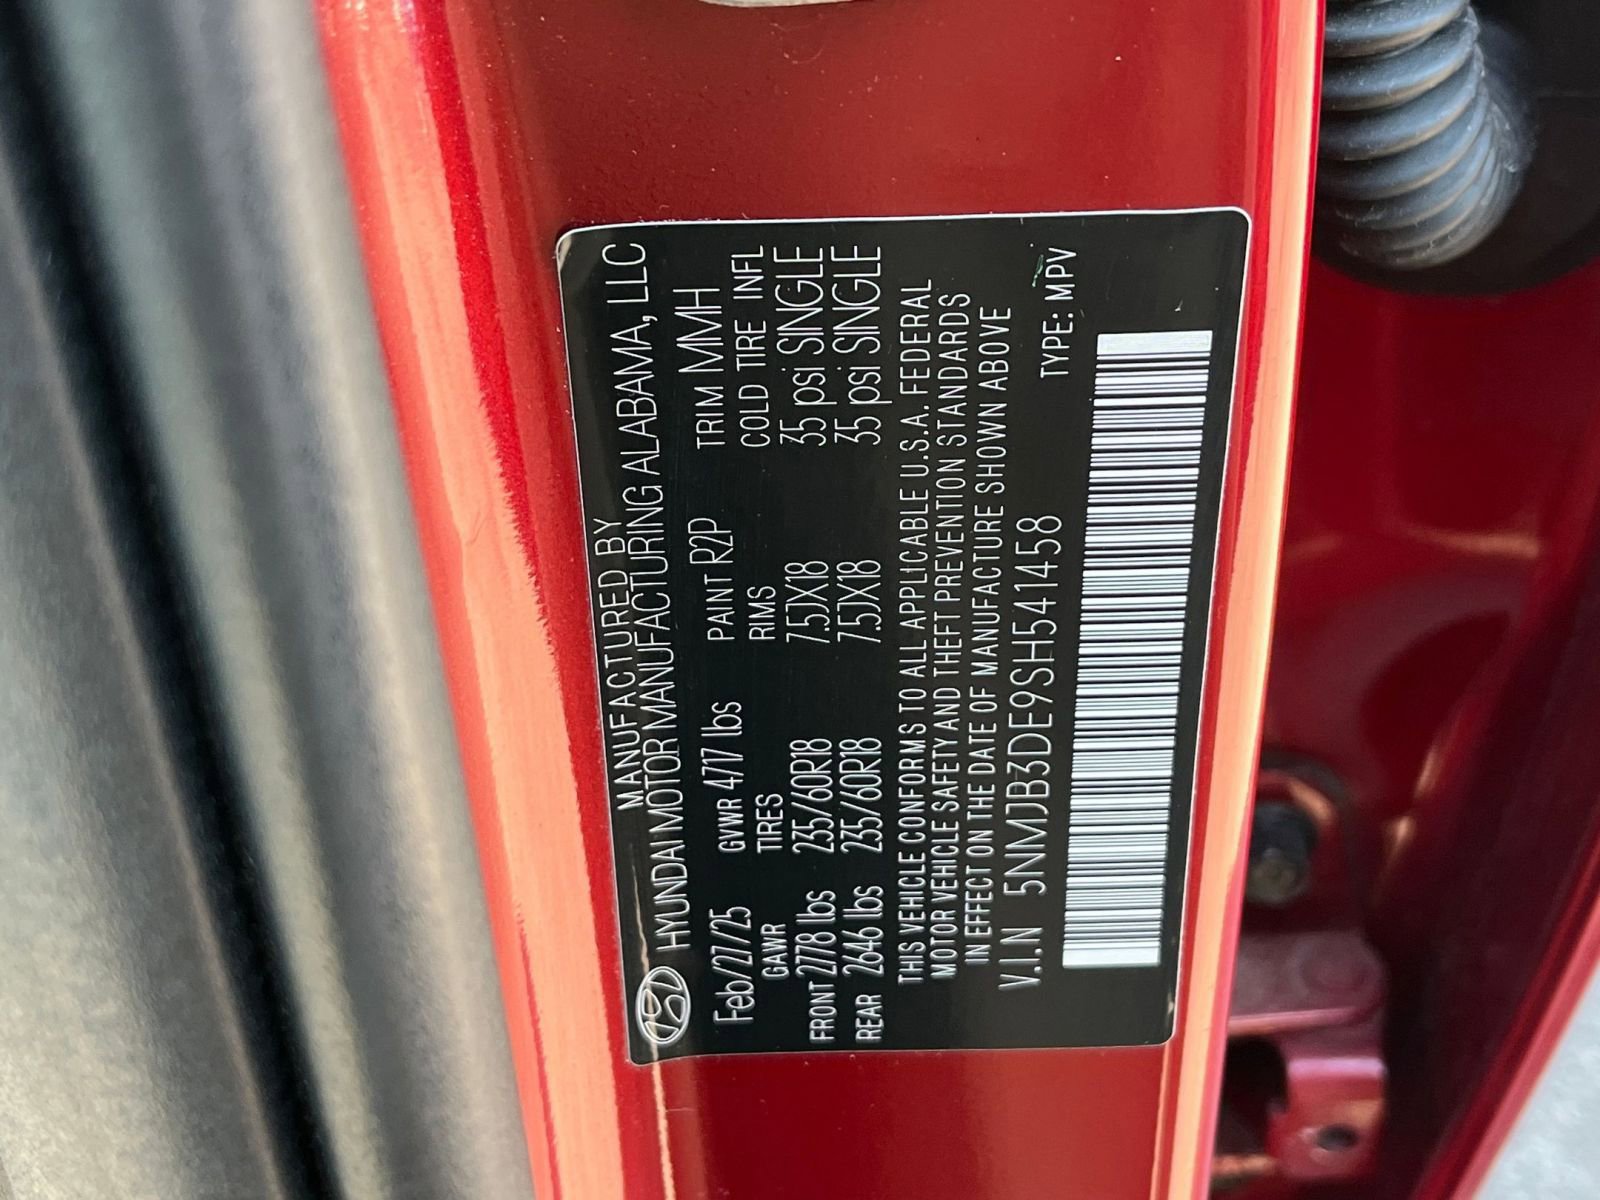 MANUFACTURED BY
HYUNDAI MOTOR MANUFACTURING ALABAMA, LLC
Feb/27/25 GVWR 4717 lbs PAINT R2P TRIM MMH
GAWR TIRES RIMS COLD TIRE INFL
FRONT 2778 lbs 235/60R18 7.5JX18 35 psi SINGLE
REAR 2646 lbs 235/60R18 7.5JX18 35 psi SINGLE
THIS VEHICLE CONFORMS TO ALL APPLICABLE U.S.A. FEDERAL
MOTOR VEHICLE SAFETY AND THEFT PREVENTION STANDARDS
IN EFFECT ON THE DATE OF MANUFACTURE SHOWN ABOVE
V.I.N 5NMJB3DE9SH541458 TYPE: MPV